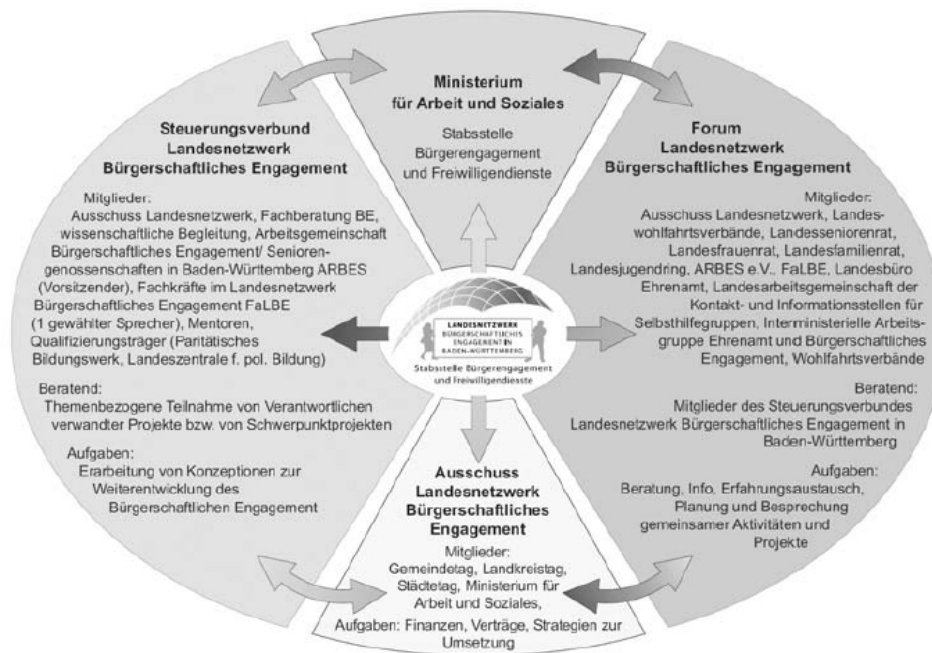 Ministerium
für Arbeit und Soziales
Stabsstelle
Bürgerengagement
und Freiwilligendienste
Steuerungsverbund
Landesnetzwerk
Bürgerschaftliches Engagement
Mitglieder:
Ausschuss Landesnetzwerk, Fachberatung BE,
wissenschaftliche Begleitung, Arbeitsgemeinschaft
Bürgerschaftliches Engagement/ Senioren-
genossenschaften in Baden-Württemberg ARBES
(Vorsitzender), Fachkräfte im Landesnetzwerk
Bürgerschaftliches Engagement FaLBE
(1 gewählter Sprecher), Mentoren,
Qualifizierungsträger (Paritätisches
Bildungswerk, Landeszentrale f. pol. Bildung)
Beratend:
Themenbezogene Teilnahme von Verantwortlichen
verwandter Projekte bzw. von Schwerpunktprojekten
Aufgaben:
Erarbeitung von Konzeptionen zur
Weiterentwicklung des
Bürgerschaftlichen Engagement
LANDESNETZWERK
BÜRGERSCHAFTLICHES
ENGAGEMENT IN
BADEN-WÜRTTEMBERG
Stabsstelle Bürgerengagement
und Freiwilligendienste
Forum
Landesnetzwerk
Bürgerschaftliches Engagement
Mitglieder:
Ausschuss Landesnetzwerk, Landes-
wohlfahrtsverbände, Landesseniorenrat,
Landesfrauenrat, Landesfamilienrat,
Landesjugendring, ARBES e.V., FaLBE, Landesbüro
Ehrenamt, Landesarbeitsgemeinschaft der
Kontakt- und Informationsstellen für
Selbsthilfegruppen, Interministerielle Arbeits-
gruppe Ehrenamt und Bürgerschaftliches
Engagement, Wohlfahrtsverbände
Beratend:
Mitglieder des Steuerungsverbundes
Landesnetzwerk Bürgerschaftliches Engagement in
Baden-Württemberg
Aufgaben:
Beratung, Info, Erfahrungsaustausch,
Planung und Besprechung
gemeinsamer Aktivitäten und
Projekte
Ausschuss
Landesnetzwerk
Bürgerschaftliches
Engagement
Mitglieder:
Gemeindetag, Landkreistag,
Städtetag, Ministerium für
Arbeit und Soziales,
Aufgaben: Finanzen, Verträge, Strategien zur
Umsetzung